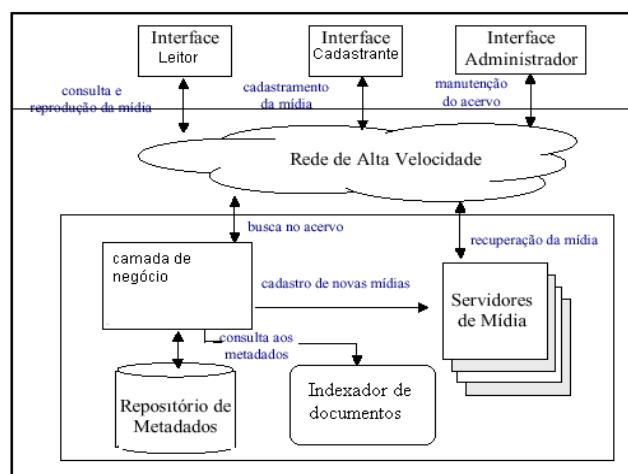 Interface
Leitor
Interface
Cadastrante
Interface
Administrador
consulta e
reprodução da mídia
cadastramento
da mídia
manutenção
do acervo
Rede de Alta Velocidade
busca no acervo
recuperação da mídia
camada de
negócio
cadastro de novas mídias
Servidores
de Mídia
consulta aos
metadados
Repositório de
Metadados
Indexador de
documentos